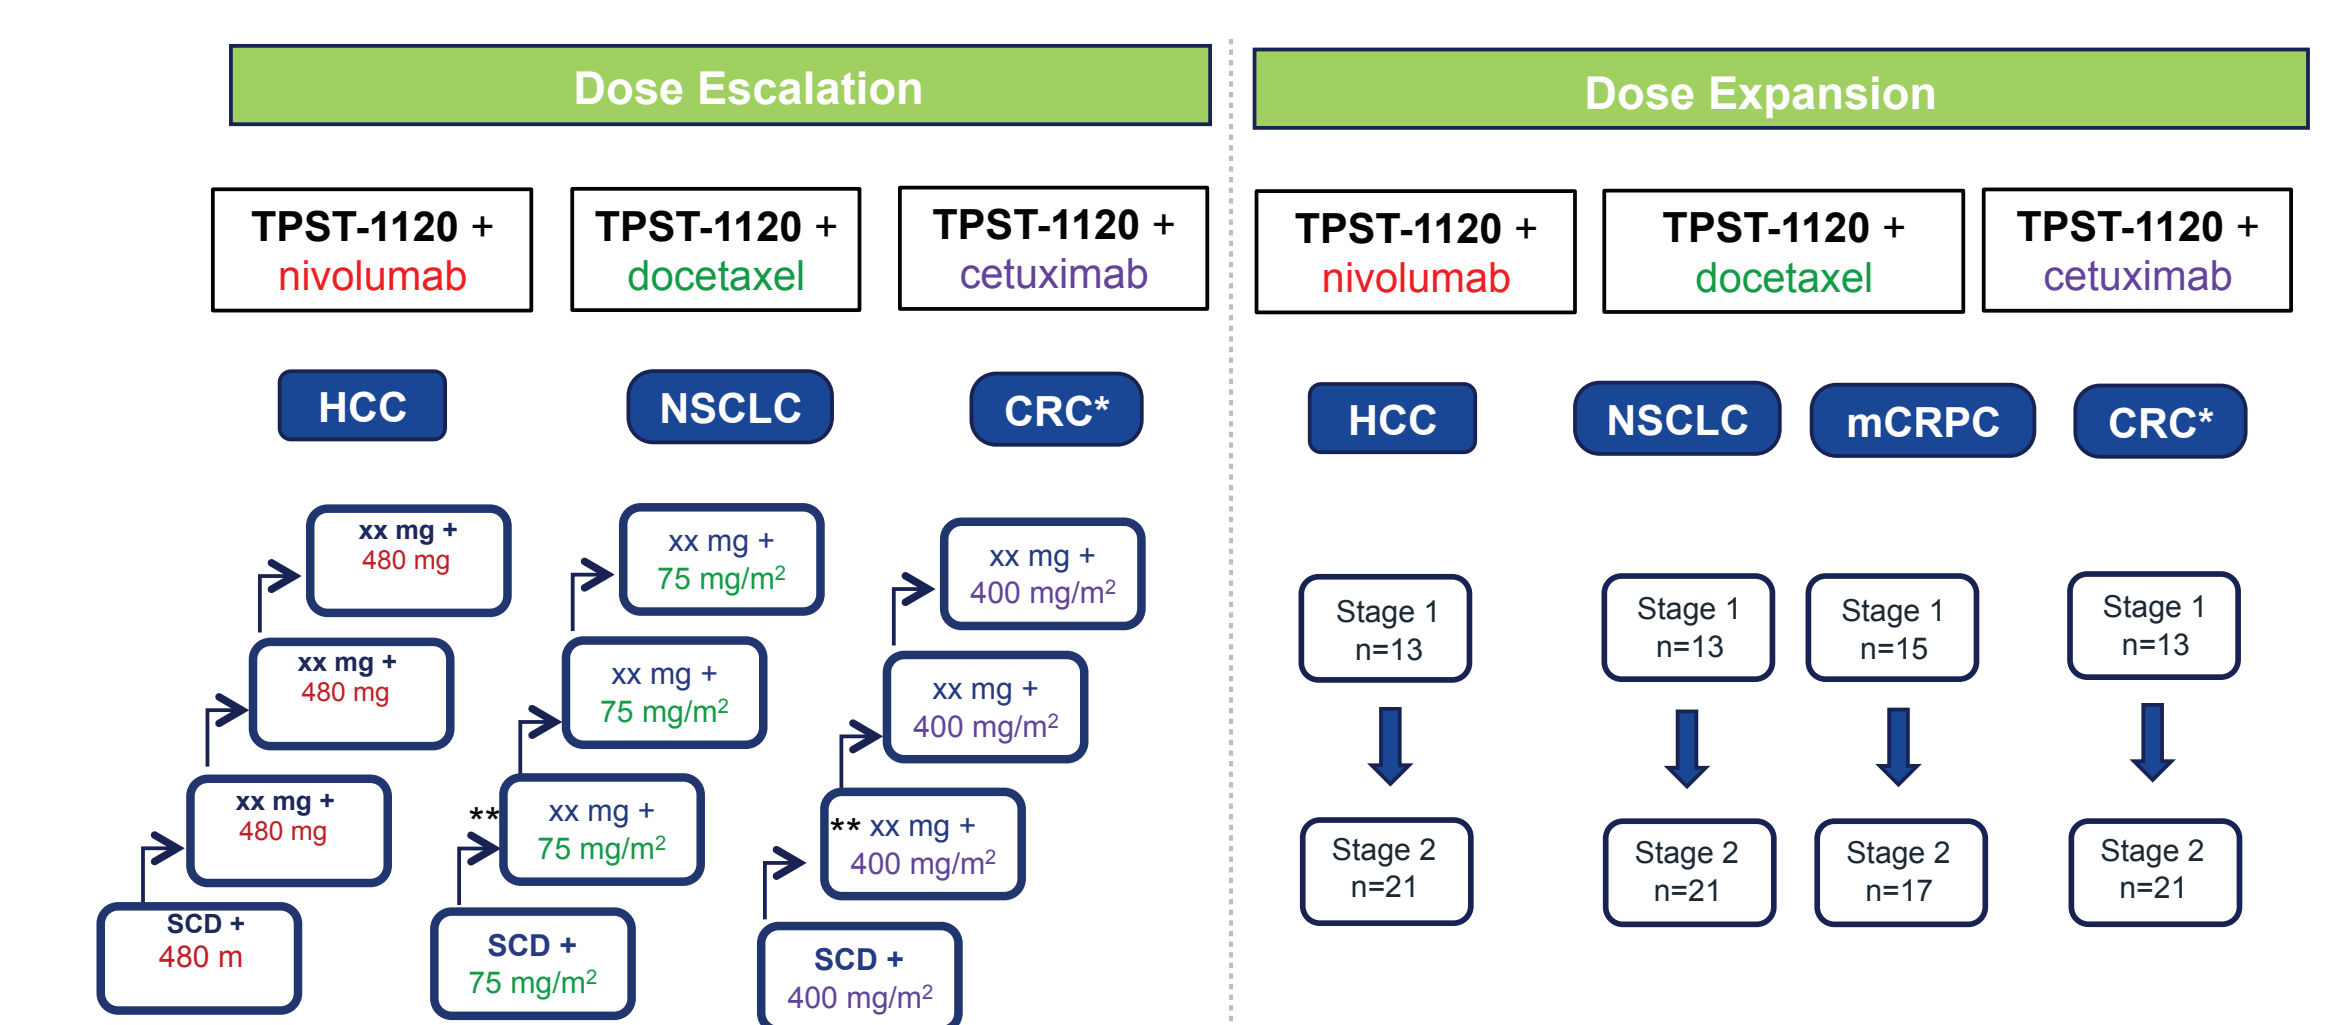 Dose Escalation
Dose Expansion
TPST-1120 +
nivolumab
TPST-1120 +
docetaxel
TPST-1120 +
cetuximab
TPST-1120 +
nivolumab
TPST-1120 +
docetaxel
TPST-1120 +
cetuximab
HCC
NSCLC
CRC*
HCC
NSCLC
mCRPC
CRC*
xx mg +
480 mg
xx mg +
480 mg
xx mg +
480 mg
SCD +
480 m
xx mg +
75 mg/m²
xx mg +
75 mg/m²
**
xx mg +
75 mg/m²
SCD +
75 mg/m²
xx mg +
400 mg/m²
xx mg +
400 mg/m²
** xx mg +
400 mg/m²
SCD +
400 mg/m²
Stage 1
n=13
Stage 2
n=21
Stage 1
n=13
Stage 2
n=21
Stage 1
n=15
Stage 2
n=17
Stage 1
n=13
Stage 2
n=21